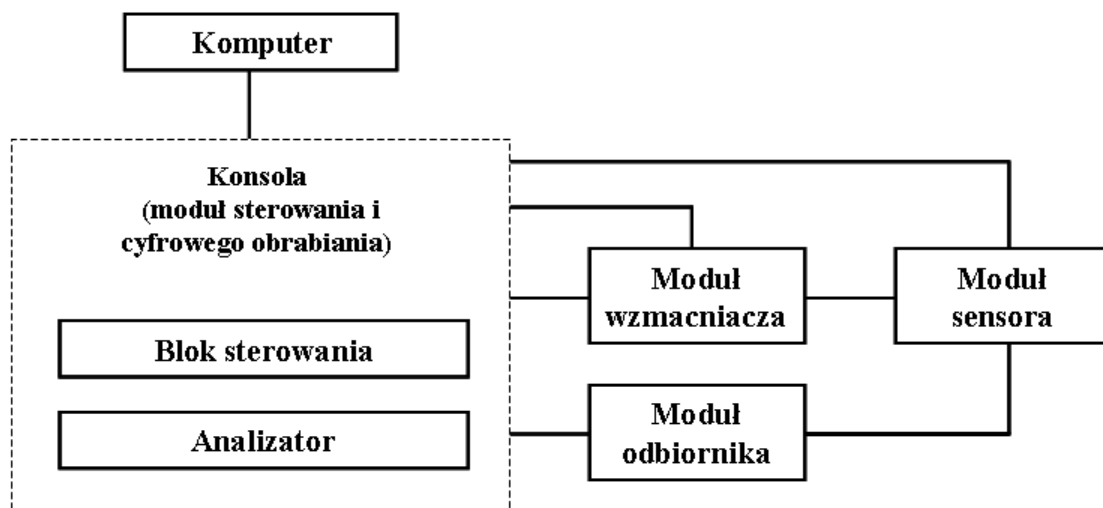 Komputer
Konsola
(moduł sterowania i
cyfrowego obrabiania)
Blok sterowania
Analizator
Moduł
wzmacniacza
Moduł
sensora
Moduł
odbiornika